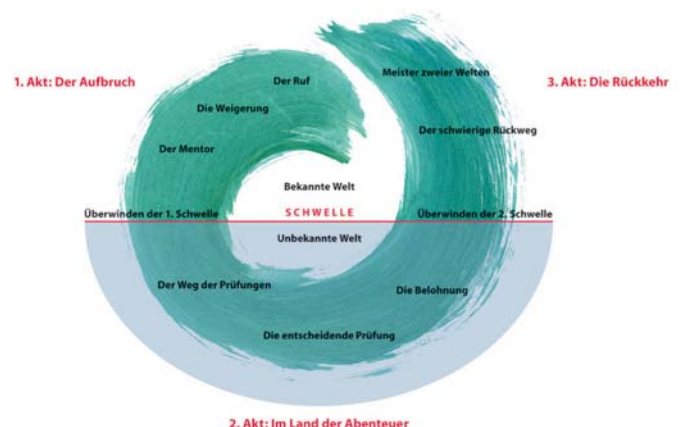 1. Akt: Der Aufbruch
Der Ruf
Die Weigerung
Der Mentor
Überwinden der 1. Schwelle
Bekannte Welt
SCHWELLE
Unbekannte Welt
Der Weg der Prüfungen
Die entscheidende Prüfung
2. Akt: Im Land der Abenteuer
Die Belohnung
Überwinden der 2. Schwelle
Der schwierige Rückweg
Meister zweier Welten
3. Akt: Die Rückkehr